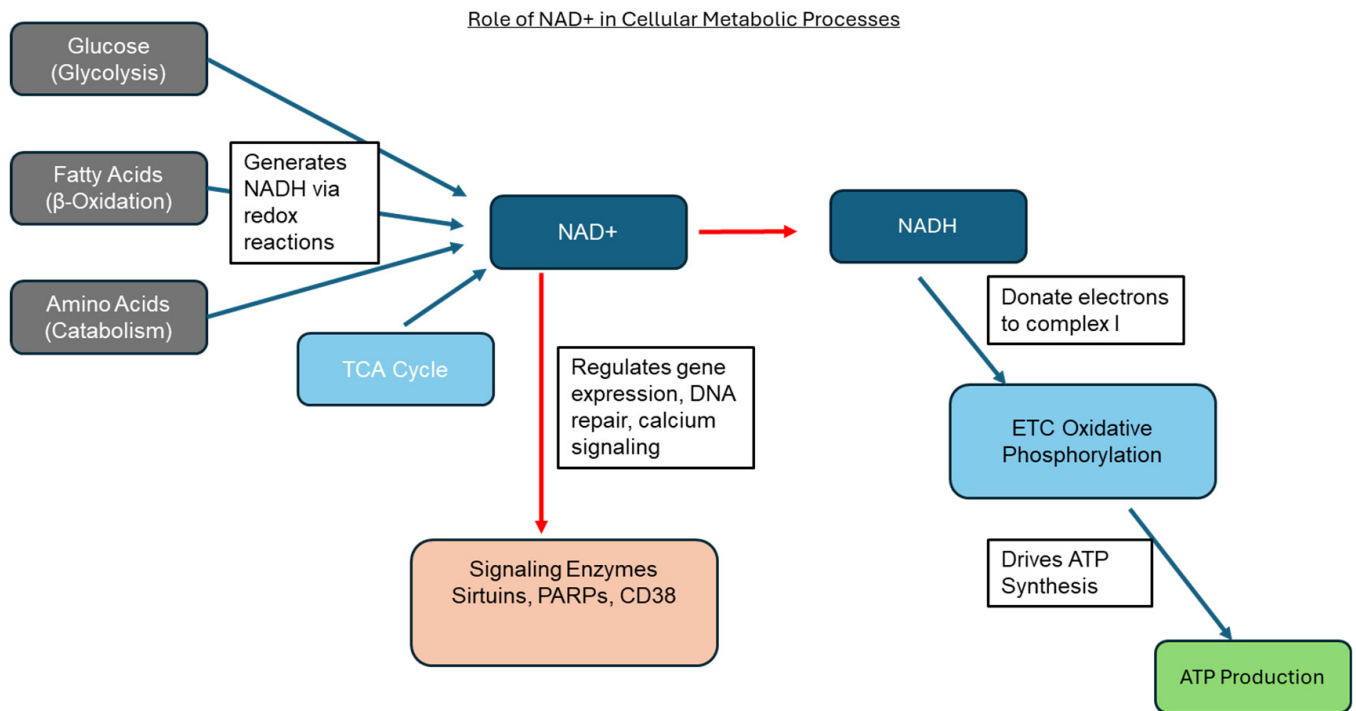 Role of NAD+ in Cellular Metabolic Processes
Glucose
(Glycolysis)
Fatty Acids
(β-Oxidation)
Amino Acids
(Catabolism)
Generates
NADH via
redox
reactions
TCA Cycle
NAD+
NADH
Regulates gene
expression, DNA
repair, calcium
signaling
Signaling Enzymes
Sirtuins, PARPs, CD38
Donate electrons
to complex I
ETC Oxidative
Phosphorylation
Drives ATP
Synthesis
ATP Production